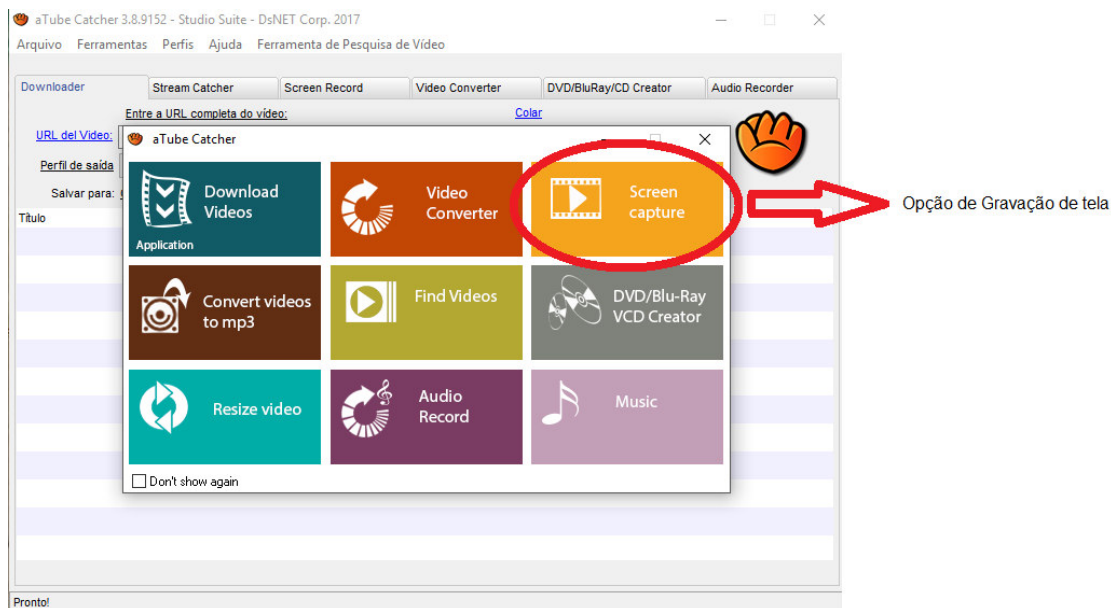 aTube Catcher 3.8.9152 - Studio Suite - DsNET Corp. 2017
Arquivo Ferramentas Perfis Ajuda Ferramenta de Pesquisa de Vídeo
Downloader Stream Catcher Screen Record Video Converter DVD/BluRay/CD Creator Audio Recorder
Entre a URL completa do vídeo: Colar
URL del Video:
aTube Catcher
Perfil de saída
Salvar para:
Título
Download
Videos
Application
Video
Converter
Screen
capture
Opção de Gravação de tela
Convert videos
to mp3
Find Videos
DVD/Blu-Ray
VCD Creator
Resize video
Audio
Record
Music
Don't show again
Pronto!